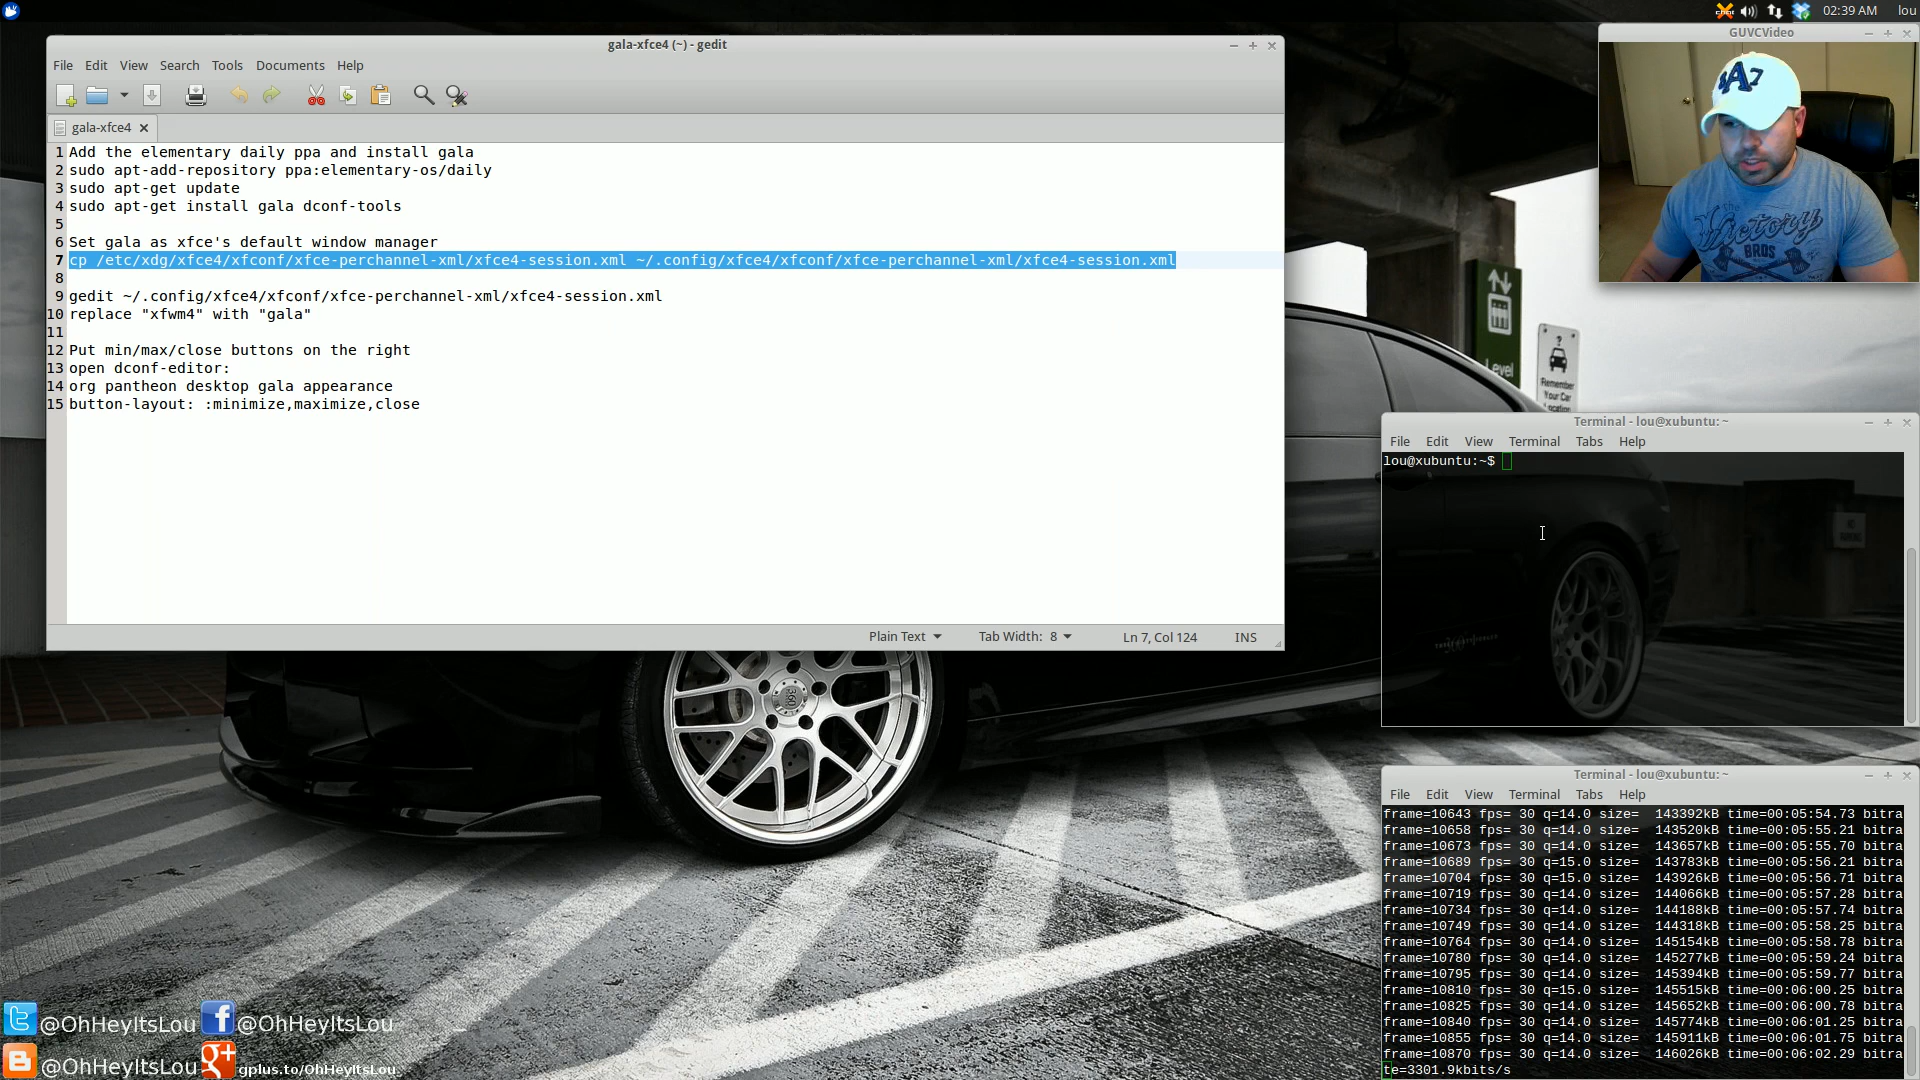 02:39 AM lou
gala-xfce4 (~) - gedit
File Edit View Search Tools Documents Help
gala-xfce4
1 Add the elementary daily ppa and install gala
2 sudo apt-add-repository ppa:elementary-os/daily
3 sudo apt-get update
4 sudo apt-get install gala dconf-tools
5
6 Set gala as xfce's default window manager
7 cp /etc/xdg/xfce4/xfconf/xfce-perchannel-xml/xfce4-session.xml ~/.config/xfce4/xfconf/xfce-perchannel-xml/xfce4-session.xml
8
9 gedit ~/.config/xfce4/xfconf/xfce-perchannel-xml/xfce4-session.xml
10 replace "xfwm4" with "gala"
11
12 Put min/max/close buttons on the right
13 open dconf-editor:
14 org pantheon desktop gala appearance
15 button-layout: :minimize,maximize,close
Plain Text Tab Width: 8 Ln 7, Col 124 INS
GUVCVideo
A7
the
Victory
BROS
Level
?
Remember
Your Car
Location
Terminal - lou@xubuntu: ~
File Edit View Terminal Tabs Help
lou@xubuntu:~$
NO
PARKING
360
Terminal - lou@xubuntu: ~
File Edit View Terminal Tabs Help
frame=10643 fps= 30 q=14.0 size= 143392kB time=00:05:54.73 bitra
frame=10658 fps= 30 q=14.0 size= 143520kB time=00:05:55.21 bitra
frame=10673 fps= 30 q=14.0 size= 143657kB time=00:05:55.70 bitra
frame=10689 fps= 30 q=15.0 size= 143783kB time=00:05:56.21 bitra
frame=10704 fps= 30 q=15.0 size= 143926kB time=00:05:56.71 bitra
frame=10719 fps= 30 q=14.0 size= 144066kB time=00:05:57.28 bitra
frame=10734 fps= 30 q=14.0 size= 144188kB time=00:05:57.74 bitra
frame=10749 fps= 30 q=14.0 size= 144318kB time=00:05:58.25 bitra
frame=10764 fps= 30 q=14.0 size= 145154kB time=00:05:58.78 bitra
frame=10780 fps= 30 q=14.0 size= 145277kB time=00:05:59.24 bitra
frame=10795 fps= 30 q=14.0 size= 145394kB time=00:05:59.77 bitra
frame=10810 fps= 30 q=15.0 size= 145515kB time=00:06:00.25 bitra
frame=10825 fps= 30 q=14.0 size= 145652kB time=00:06:00.78 bitra
frame=10840 fps= 30 q=14.0 size= 145774kB time=00:06:01.25 bitra
frame=10855 fps= 30 q=14.0 size= 145911kB time=00:06:01.75 bitra
frame=10870 fps= 30 q=14.0 size= 146026kB time=00:06:02.29 bitra
te=3301.9kbits/s
@OhHeyItsLou @OhHeyItsLou
@OhHeyItsLou gplus.to/OhHeyItsLou